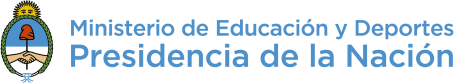 Ministerio de Educación y Deportes
Presidencia de la Nación